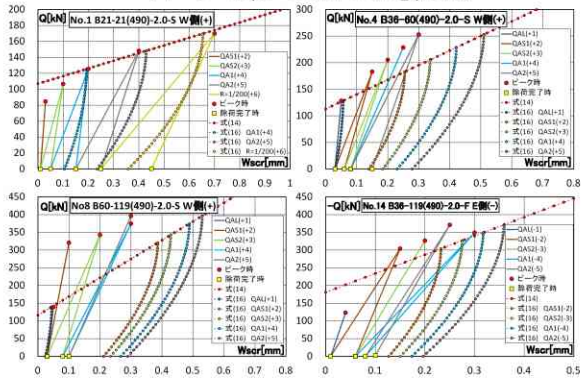 Q[kN] No.1 B21-21(490)-2.0-S W側(+)
200
180
160
140
120
100
80
60
40
20
0
QAS1(+2)
QAS2(+3)
QA1(+4)
QA2(+5)
R=1/200(+6)
ピーク時
除荷完了時
式(14)
式(16) QA1(+4)
式(16) QA2(+5)
式(16) R=1/200(+6)
Wscr[mm]
0 0.1 0.2 0.3 0.4 0.5 0.6 0.7 0.8 0.9 1
Q[kN] No.4 B36-60(490)-2.0-S W側(+)
300
250
200
150
100
50
0
QAL(+1)
QAS1(+2)
QAS2(+3)
QA1(+4)
QA2(+5)
ピーク時
除荷完了時
式(14)
式(16) QAL(+1)
式(16) QAS1(+2)
式(16) QAS2(+3)
式(16) QA1(+4)
式(16) QA2(+5)
Wscr[mm]
0 0.1 0.2 0.3 0.4 0.5 0.6 0.7 0.8
Q[kN] No8 B60-119(490)-2.0-S W側(+)
450
400
350
300
250
200
150
100
50
0
QAL(+1)
QAS1(+2)
QAS2(+3)
QA1(+4)
QA2(+5)
ピーク時
除荷完了時
式(14)
式(16) QAL(+1)
式(16) QAS1(+2)
式(16) QAS2(+3)
式(16) QA1(+4)
式(16) QA2(+5)
Wscr[mm]
0 0.2 0.4 0.6 0.8
-Q[kN] No.14 B36-119(490)-2.0-F E側(-)
450
400
350
300
250
200
150
100
50
0
QAL(-1)
QAS1(-2)
QAS2(-3)
QA1(-4)
QA2(-5)
ピーク時
除荷完了時
式(14)
式(16) QAS1(-2)
式(16) QAS2(-3)
式(16) QA1(-4)
式(16) QA2(-5)
Wscr[mm]
0 0.1 0.2 0.3 0.4 0.5